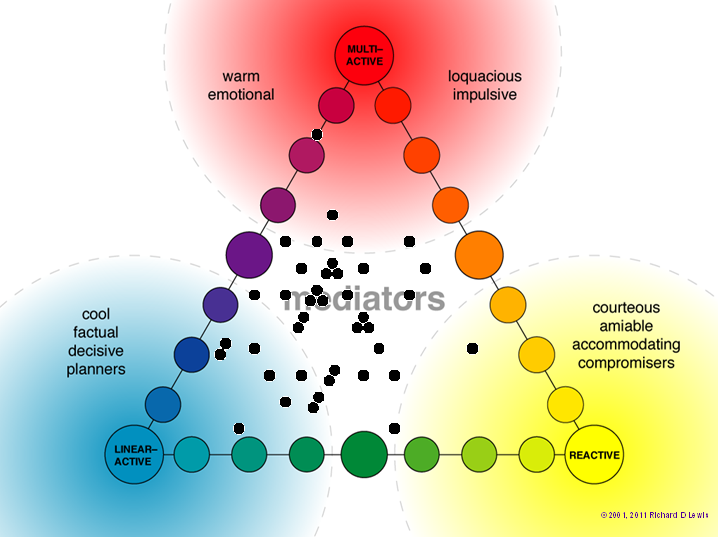 MULTI-
ACTIVE
warm
emotional
loquacious
impulsive
mediators
cool
factual
decisive
planners
courteous
amiable
accommodating
compromisers
LINEAR-
ACTIVE
REACTIVE
© 2001, 2011 Richard D Lewis